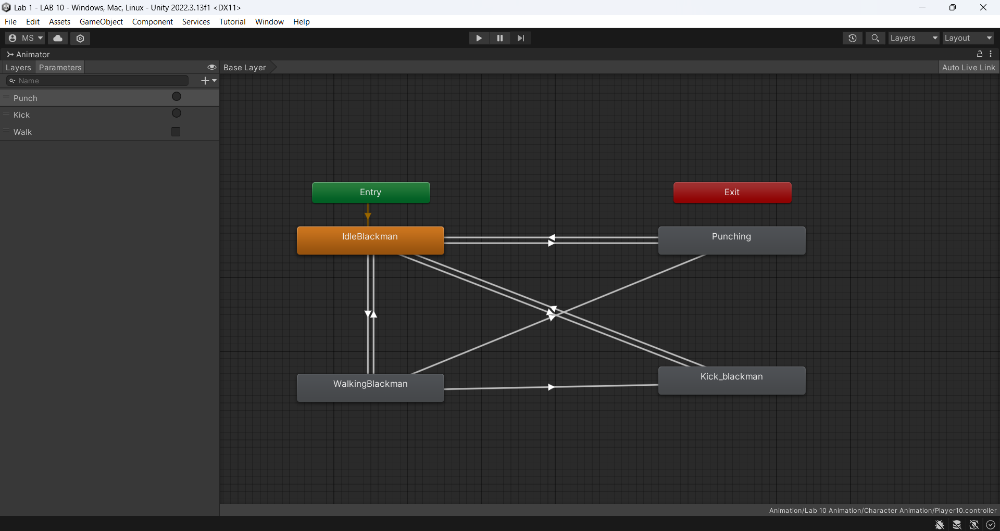 Lab 1 - LAB 10 - Windows, Mac, Linux - Unity 2022.3.13f1 <DX11>
File Edit Assets GameObject Component Services Tutorial Window Help
MS Layers Layout
Animator
Layers Parameters Base Layer Auto Live Link
Name
Punch
Kick
Walk
Entry Exit
IdleBlackman Punching
WalkingBlackman Kick_blackman
Animation/Lab 10 Animation/Character Animation/Player10.controller